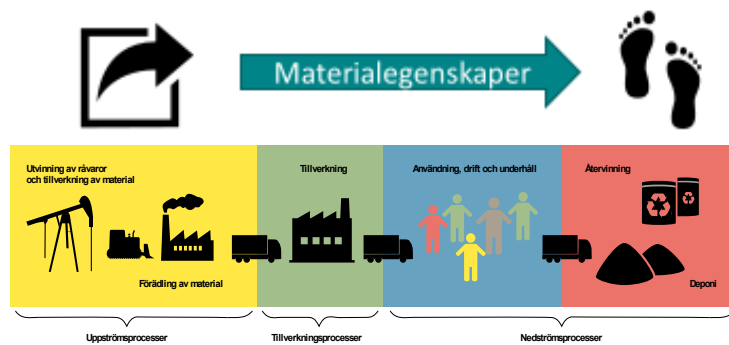 Materialegenskaper
Utvinning av råvaror
och tillverkning av material
Tillverkning
Användning, drift och underhåll
Återvinning
Förädling av material
Deponi
Uppströmsprocesser
Tillverkningsprocesser
Nedströmsprocesser